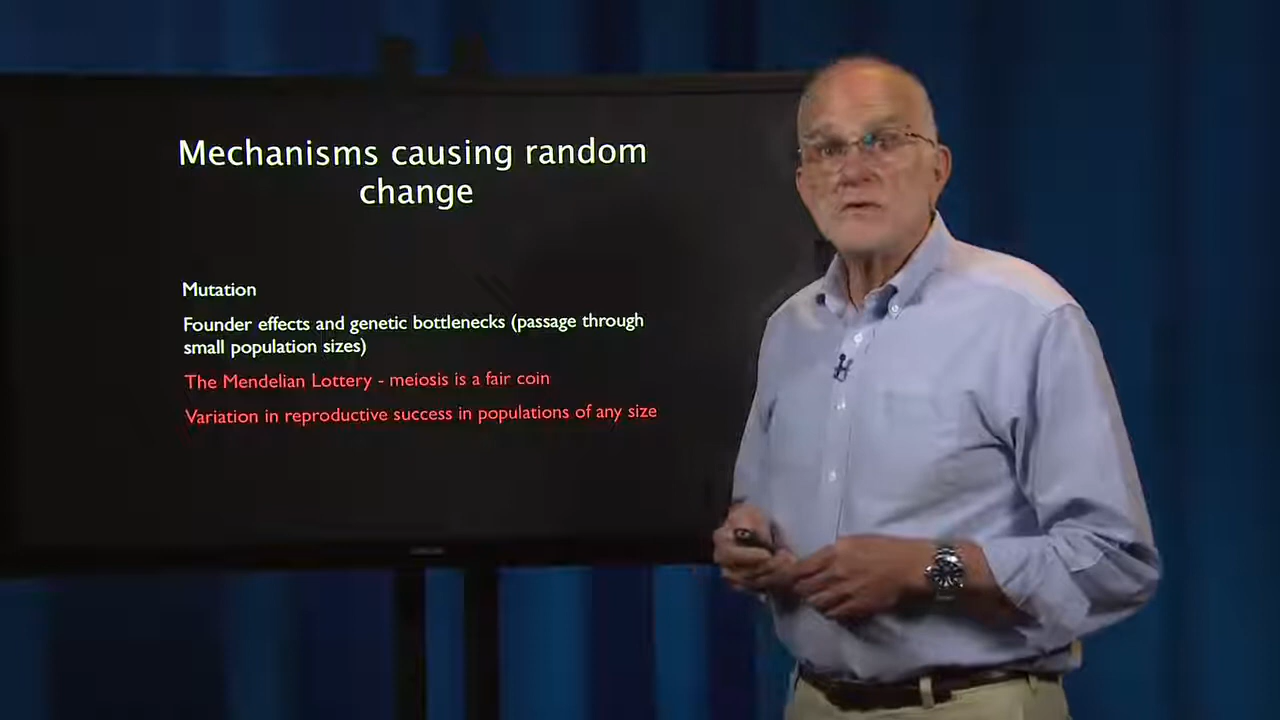 Mechanisms causing random
change
Mutation
Founder effects and genetic bottlenecks (passage through
small population sizes)
The Mendelian Lottery - meiosis is a fair coin
Variation in reproductive success in populations of any size